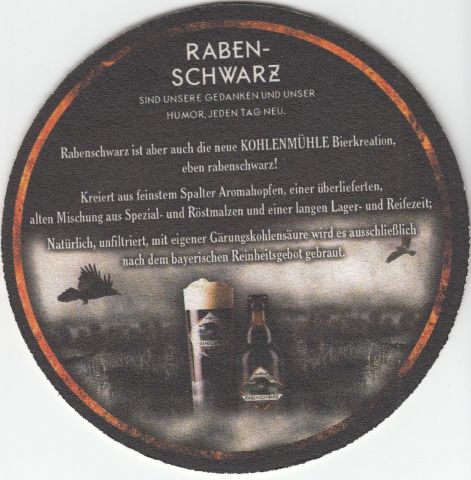 RABEN-
SCHWARZ
SIND UNSERE GEDANKEN UND UNSER
HUMOR, JEDEN TAG NEU.
Rabenschwarz ist aber auch die neue KOHLENMÜHLE Bierkreation,
eben rabenschwarz!
Kreiert aus feinstem Spalter Aromahopfen, einer überlieferten,
alten Mischung aus Spezial- und Röstmalzen und einer langen Lager- und Reifezeit;
Natürlich, unfiltriert, mit eigener Gärungskohlensäure wird es ausschließlich
nach dem bayerischen Reinheitsgebot gebraut.
RABENSCHWARZ